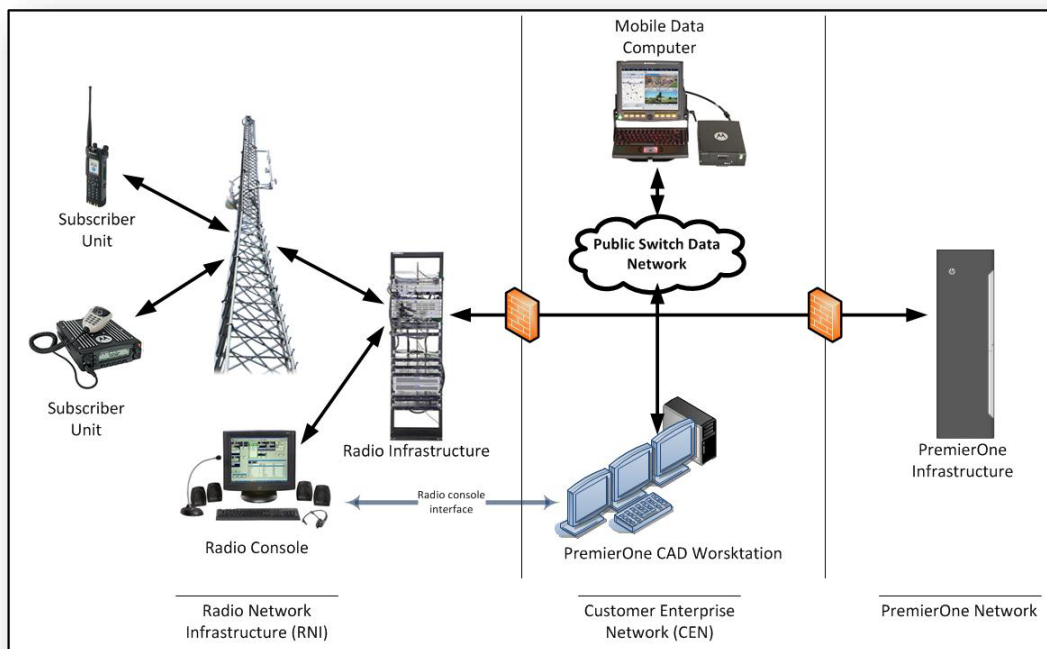 Mobile Data
Computer
Subscriber
Unit
Public Switch Data
Network
Subscriber
Unit
Radio Infrastructure
PremierOne
Infrastructure
Radio console
interface
Radio Console
PremierOne CAD Worsktation
Radio Network
Infrastructure (RNI)
Customer Enterprise
Network (CEN)
PremierOne Network